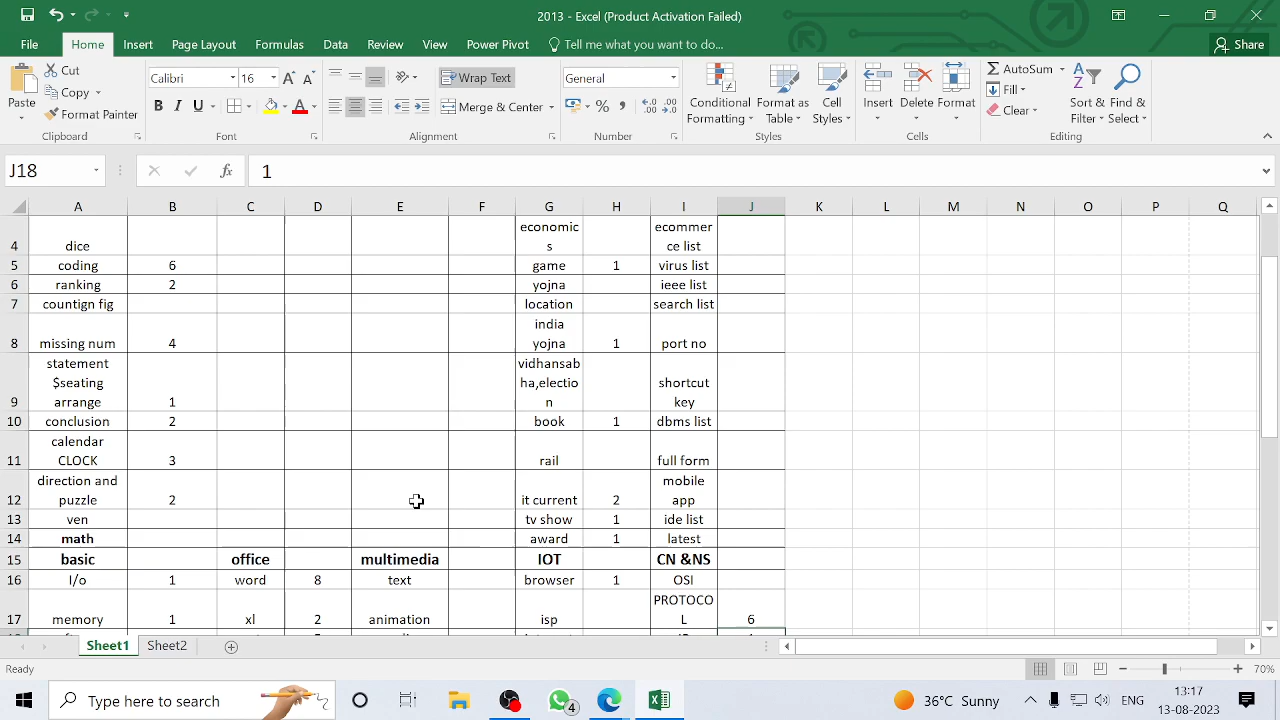 2013 - Excel (Product Activation Failed)
File Home Insert Page Layout Formulas Data Review View Power Pivot Tell me what you want to do... Share
Paste Cut Copy Format Painter Calibri 16 A A B I U A Wrap Text Merge & Center General % , Conditional Formatting Format as Table Cell Styles Insert Delete Format AutoSum Fill Clear Sort & Filter Find & Select
Clipboard Font Alignment Number Styles Cells Editing
J18 fx 1
A B C D E F G H I J K L M N O P Q
4 dice economic s ecommer ce list
5 coding 6 game 1 virus list
6 ranking 2 yojna ieee list
7 countign fig location search list
8 missing num 4 india yojna 1 port no
9 statement $seating arrange 1 vidhansab ha,electio n shortcut key
10 conclusion 2 book 1 dbms list
11 calendar CLOCK 3 rail full form
12 direction and puzzle 2 it current 2 mobile app
13 ven tv show 1 ide list
14 math award 1 latest
15 basic office multimedia IOT CN &NS
16 I/o 1 word 8 text browser 1 OSI
17 memory 1 xl 2 animation isp PROTOCO L 6
Sheet1 Sheet2
Ready 70%
Type here to search 4 36°C Sunny ENG 13:17
13-08-2023